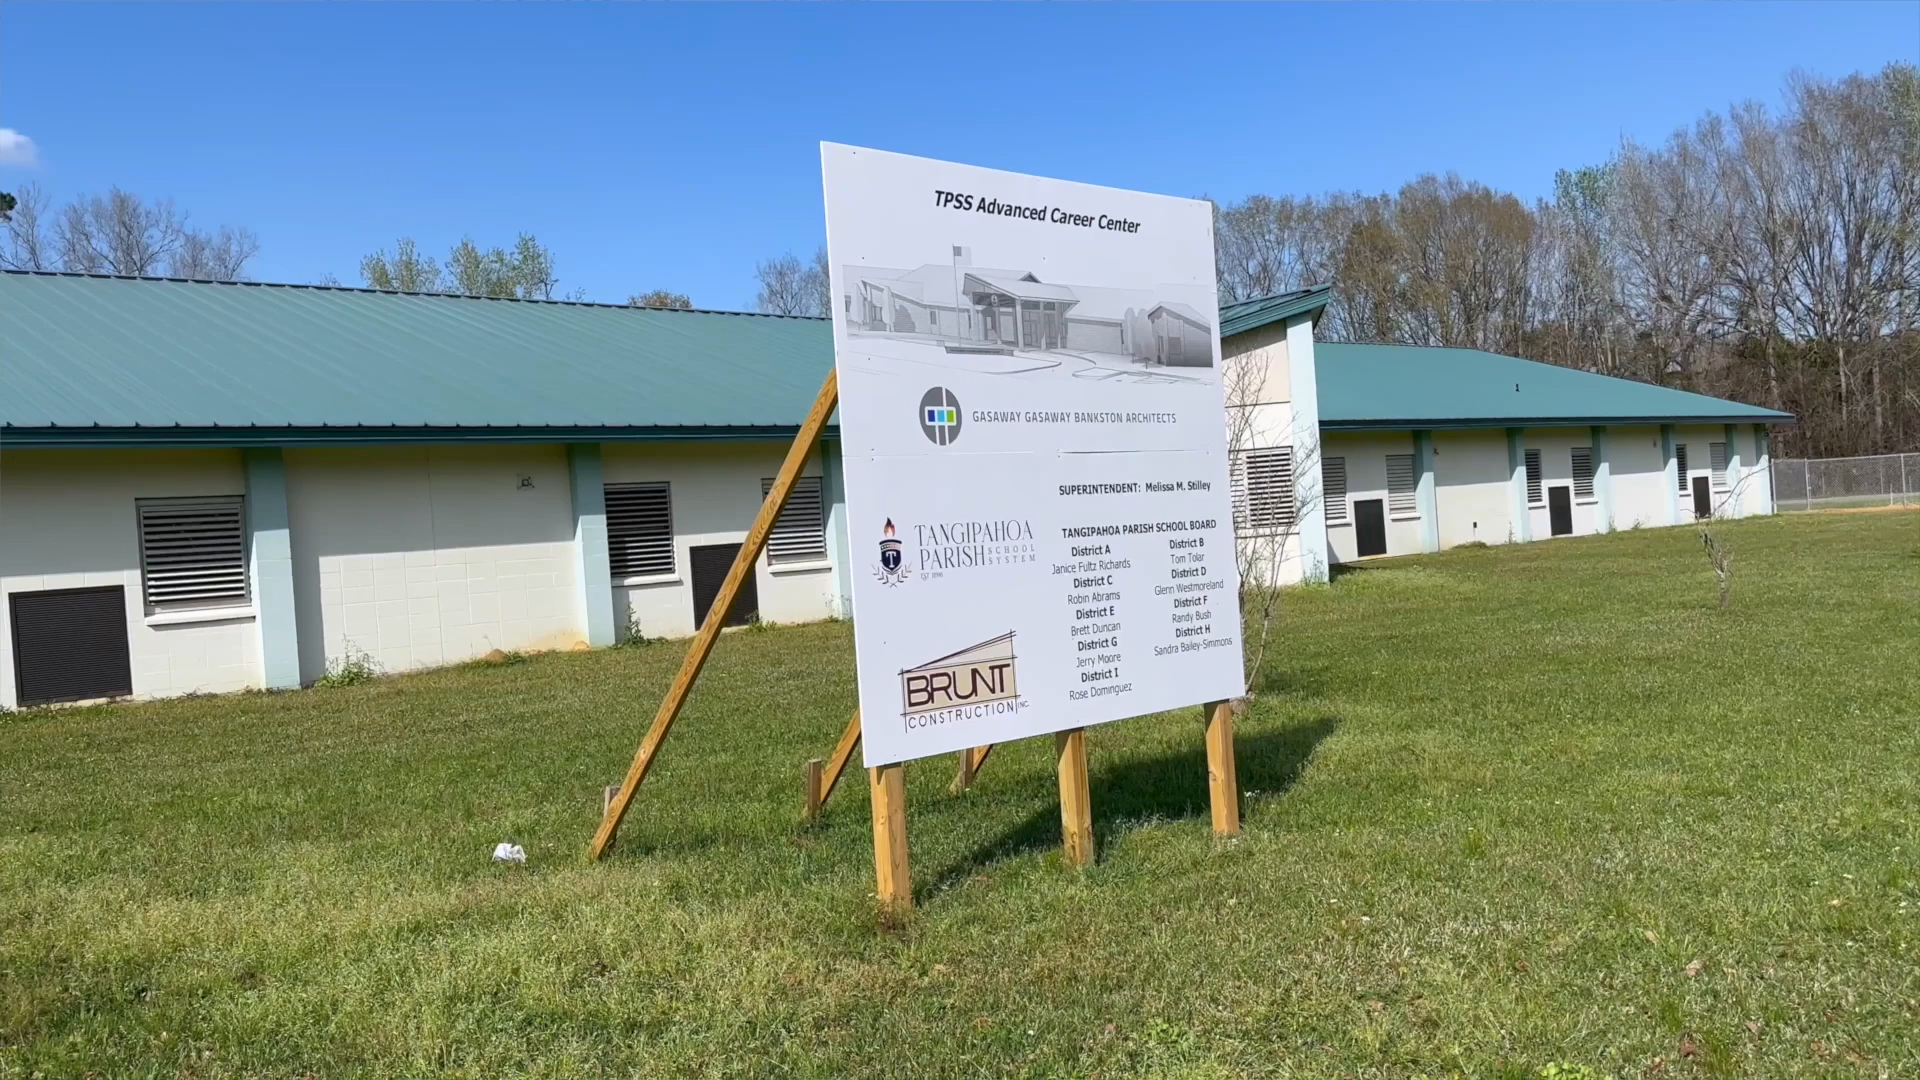 TPSS Advanced Career Center
GASAWAY GASAWAY BANKSTON ARCHITECTS
SUPERINTENDENT: Melissa M. Stilley
TANGIPAHOA
PARISH SCHOOL
SYSTEM
EST 1898
T
TANGIPAHOA PARISH SCHOOL BOARD
District A
Janice Fultz Richards
District C
Robin Abrams
District E
Brett Duncan
District G
Jerry Moore
District I
Rose Dominguez
District B
Tom Tolar
District D
Glenn Westmoreland
District F
Randy Bush
District H
Sandra Bailey-Simmons
BRUNT
CONSTRUCTION INC.